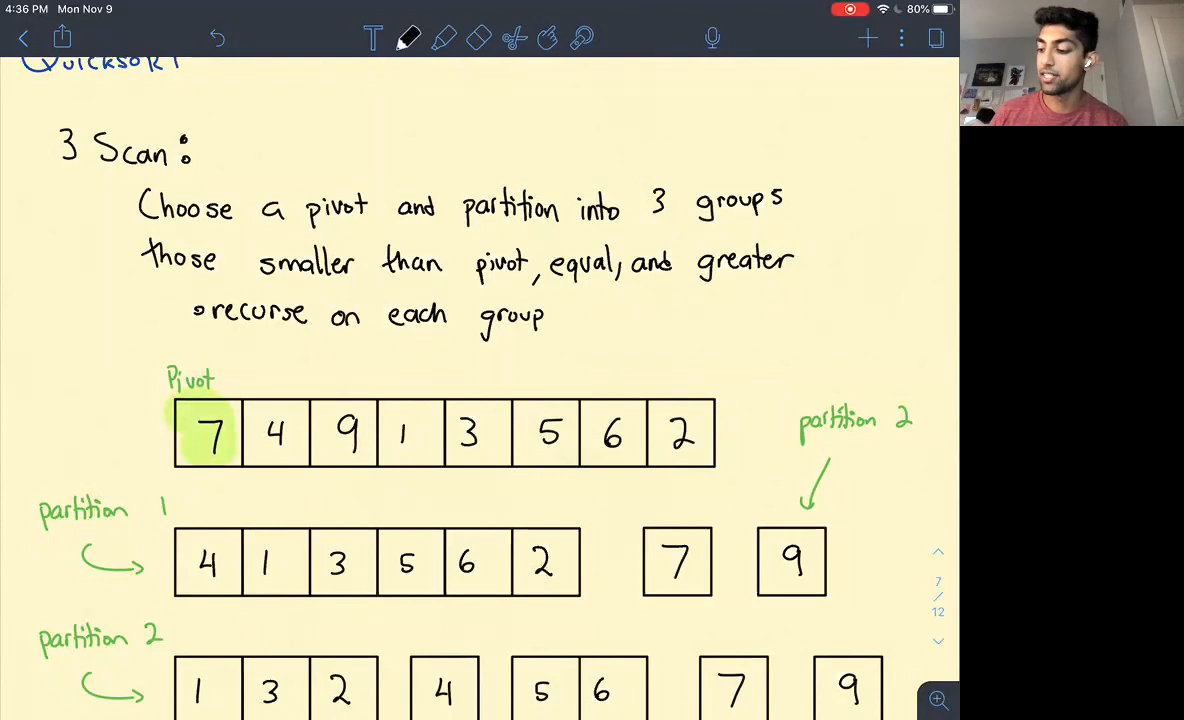 4:36 PM Mon Nov 9
80%
Quicksort
3 Scan:
Choose a pivot and partition into 3 groups
those smaller than pivot, equal, and greater
recurse on each group
Pivot
7 4 9 1 3 5 6 2
partition 2
partition 1
4 1 3 5 6 2 7 9
7
/
12
partition 2
1 3 2 4 5 6 7 9